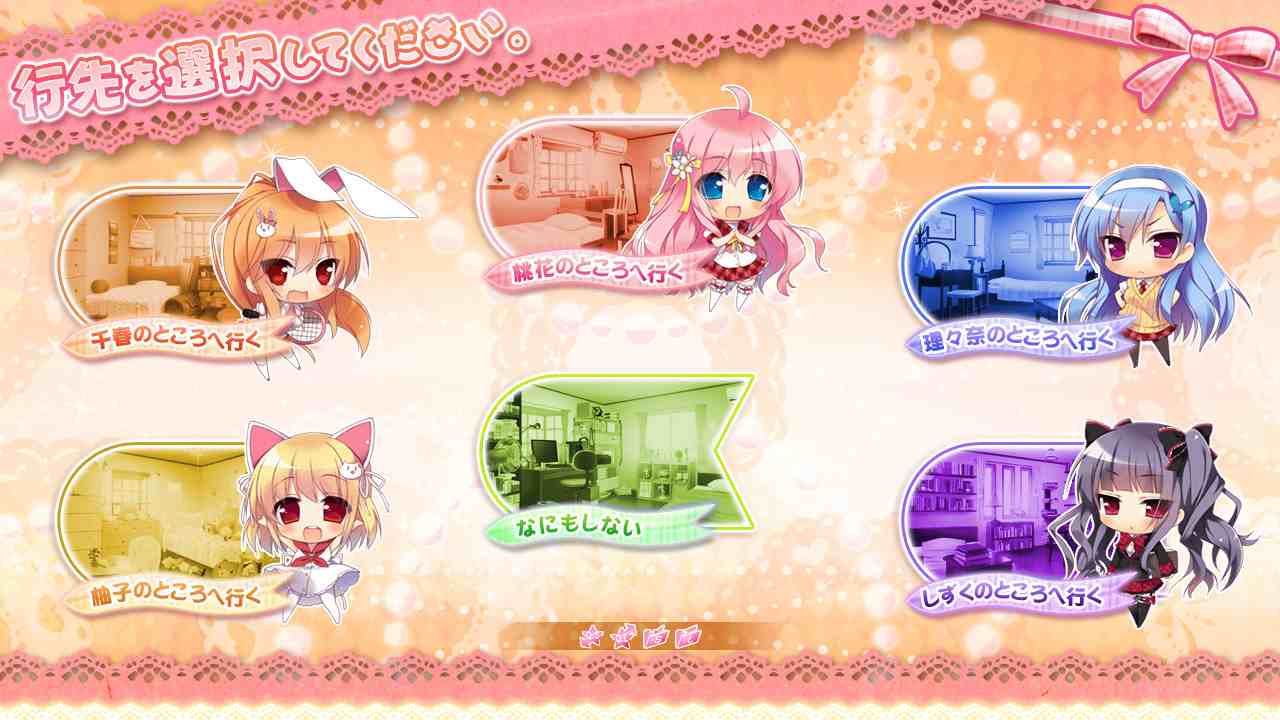 行先を選択してください。
桃花のところへ行く
千春のところへ行く
理々奈のところへ行く
なにもしない
柚子のところへ行く
しずくのところへ行く